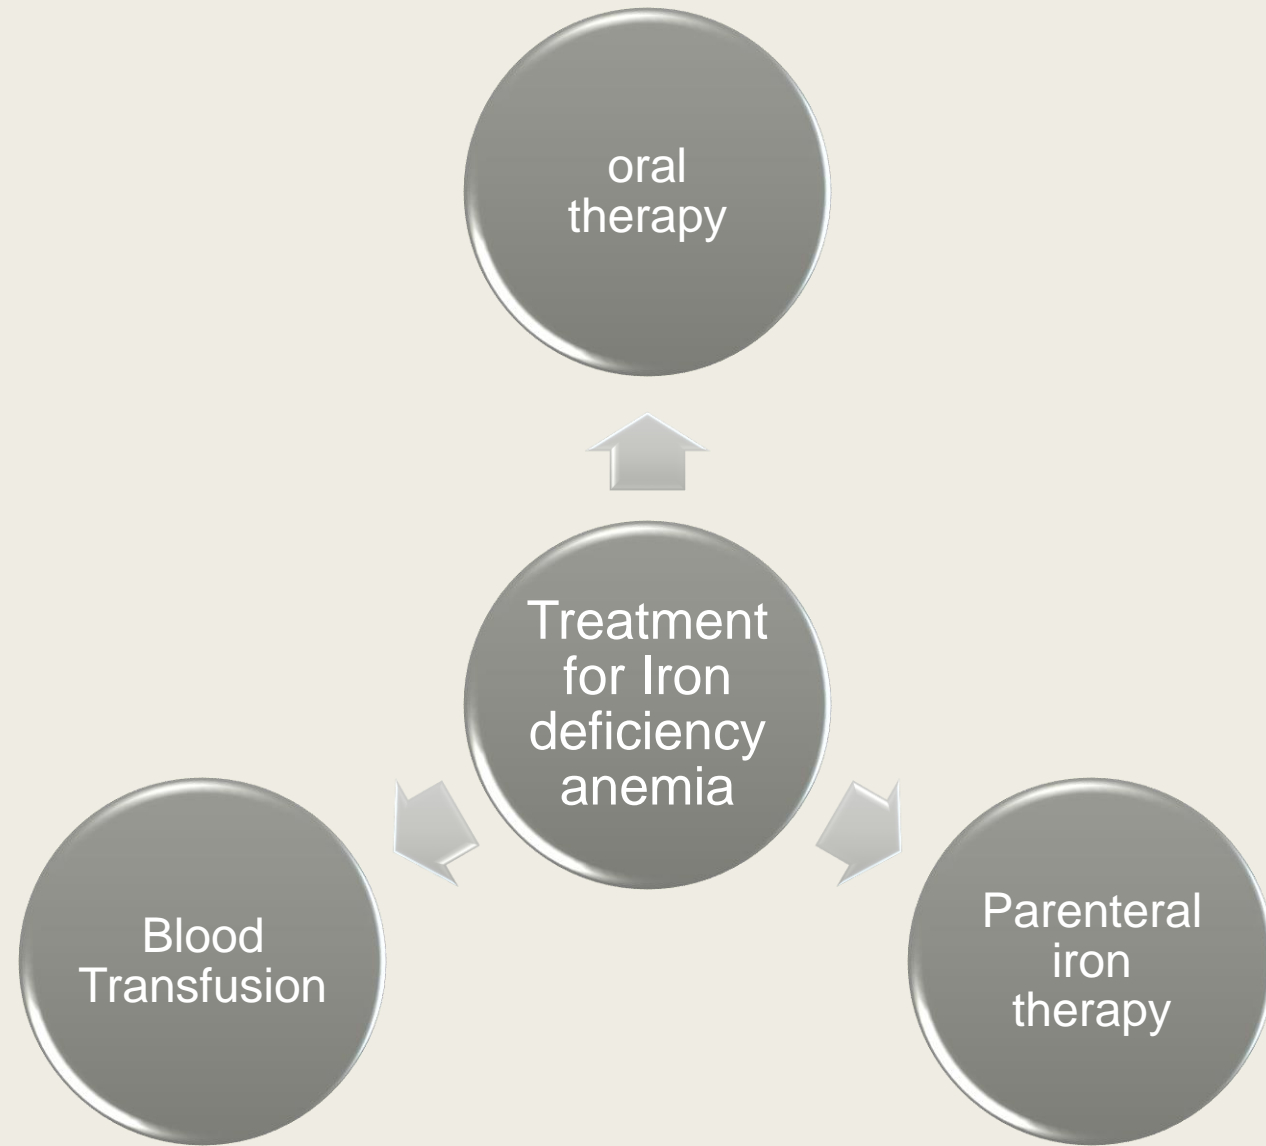 oral
therapy
Treatment
for Iron
deficiency
anemia
Blood
Transfusion
Parenteral
iron
therapy